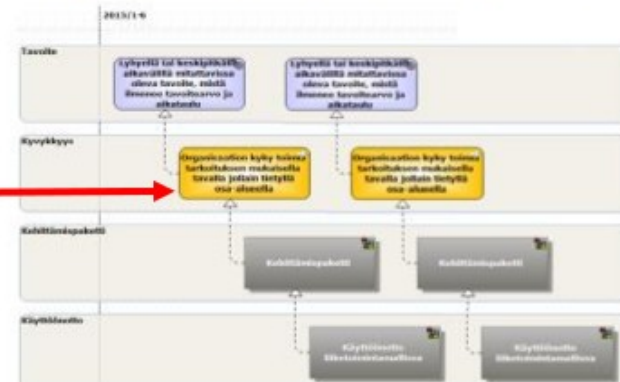 2013/1-6
Tavoite
Lyhyellä tai keskipitkällä
aikavälillä mitattavissa
oleva tavoite, mistä
ilmenee tavoitearvo ja
aikataulu
Lyhyellä tai keskipitkällä
aikavälillä mitattavissa
oleva tavoite, mistä
ilmenee tavoitearvo ja
aikataulu
Kyvykkyys
Organisaation kyky toimia
tarkoituksen mukaisella
tavalla jollain tietyllä
osa-alueella
Organisaation kyky toimia
tarkoituksen mukaisella
tavalla jollain tietyllä
osa-alueella
Kehittämispaketti
Kehittämispaketti
Kehittämispaketti
Käyttöönotto
Käyttöönotto
liiketoimintamallissa
Käyttöönotto
liiketoimintamallissa